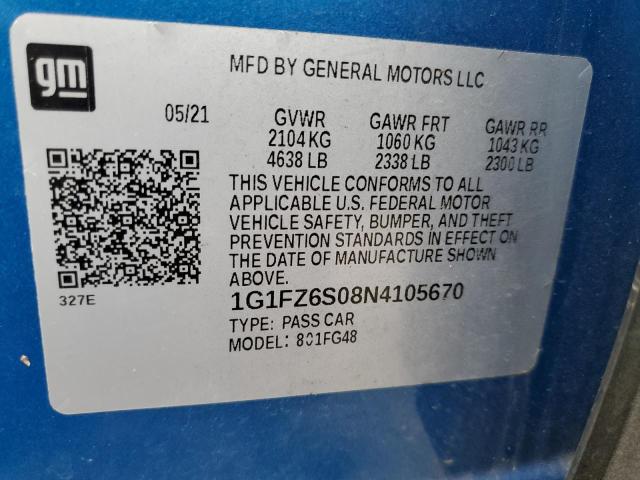 gm
MFD BY GENERAL MOTORS LLC
05/21 GVWR GAWR FRT GAWR RR
2104 KG 1060 KG 1043 KG
4638 LB 2338 LB 2300 LB
THIS VEHICLE CONFORMS TO ALL
APPLICABLE U.S. FEDERAL MOTOR
VEHICLE SAFETY, BUMPER, AND THEFT
PREVENTION STANDARDS IN EFFECT ON
THE DATE OF MANUFACTURE SHOWN
ABOVE.
327E
1G1FZ6S08N4105670
TYPE: PASS CAR
MODEL: 801FG48